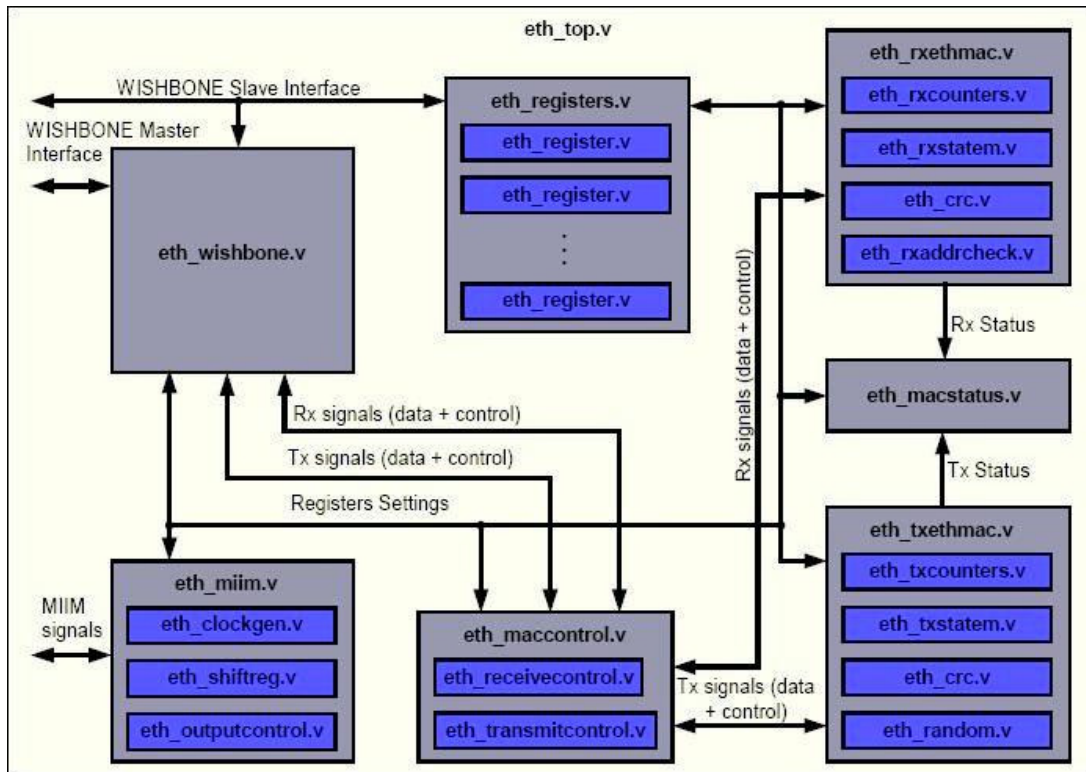 eth_top.v
WISHBONE Slave Interface
WISHBONE Master
Interface
eth_wishbone.v
eth_registers.v
eth_register.v
eth_register.v
eth_register.v
eth_rxethmac.v
eth_rxcounters.v
eth_rxstatem.v
eth_crc.v
eth_rxaddrcheck.v
Rx Status
eth_macstatus.v
Tx Status
Rx signals (data + control)
Rx signals (data + control)
Tx signals (data + control)
Registers Settings
MIIM
signals
eth_miim.v
eth_clockgen.v
eth_shiftreg.v
eth_outputcontrol.v
eth_maccontrol.v
eth_receivecontrol.v
eth_transmitcontrol.v
Tx signals (data
+ control)
eth_txethmac.v
eth_txcounters.v
eth_txstatem.v
eth_crc.v
eth_random.v